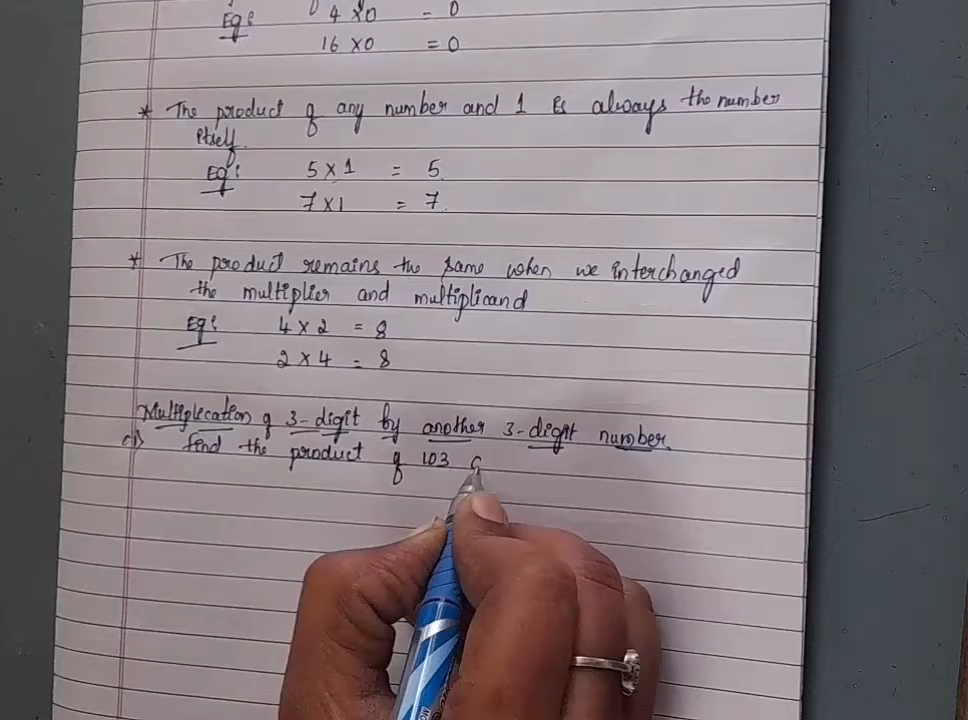 Eg: 4 x 0 = 0
16 x 0 = 0
* The product of any number and 1 is always the number
itself.
Eg: 5 x 1 = 5
7 x 1 = 7.
* The product remains the same when we interchanged
the multiplier and multiplicand
Eg: 4 x 2 = 8
2 x 4 = 8
Multiplication of 3-digit by another 3-digit number
find the product of 103